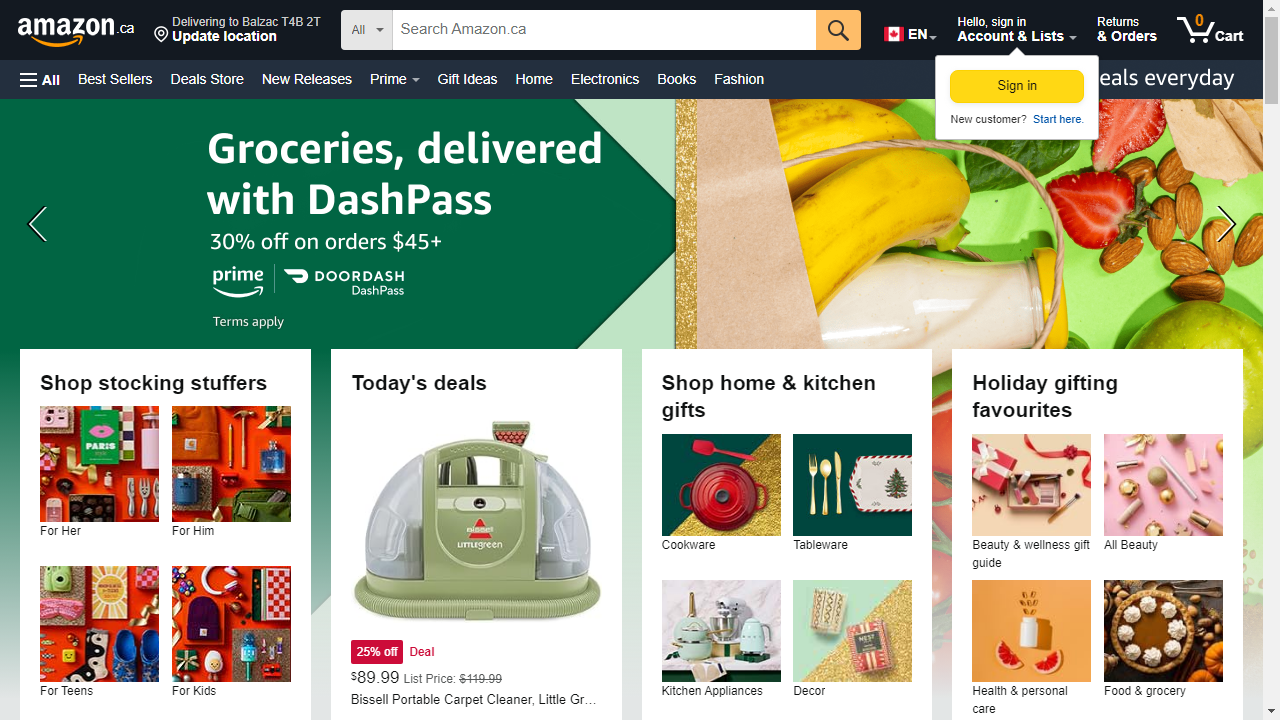 amazon.ca
Delivering to Balzac T4B 2T
Update location
All
Search Amazon.ca
EN
Hello, sign in
Account & Lists
Returns
& Orders
0
Cart
All
Best Sellers
Deals Store
New Releases
Prime
Gift Ideas
Home
Electronics
Books
Fashion
eals everyday
Sign in
New customer? Start here.
Groceries, delivered
with DashPass
30% off on orders $45+
prime
DOORDASH
DashPass
Terms apply
Shop stocking stuffers
PARIS
For Her
For Him
For Teens
For Kids
Today's deals
BISSELL
LITTLEGREEN
25% off
Deal
$89.99 List Price: $119.99
Bissell Portable Carpet Cleaner, Little Gr…
Shop home & kitchen
gifts
Cookware
Tableware
Kitchen Appliances
Decor
Holiday gifting
favourites
Beauty & wellness gift
guide
All Beauty
Health & personal
care
Food & grocery